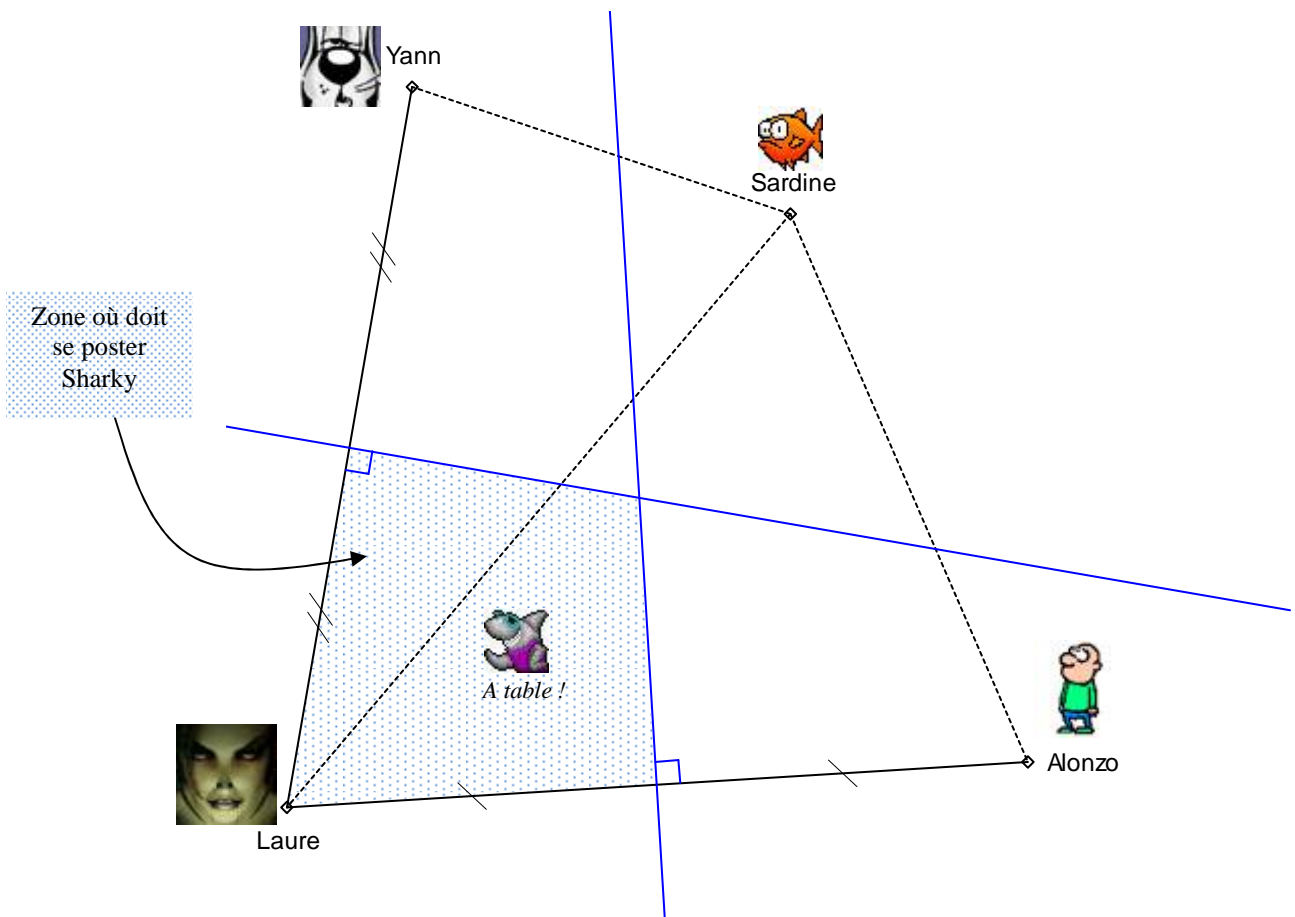 Yann
Sardine
Zone où doit
se poster
Sharky
A table !
Alonzo
Laure